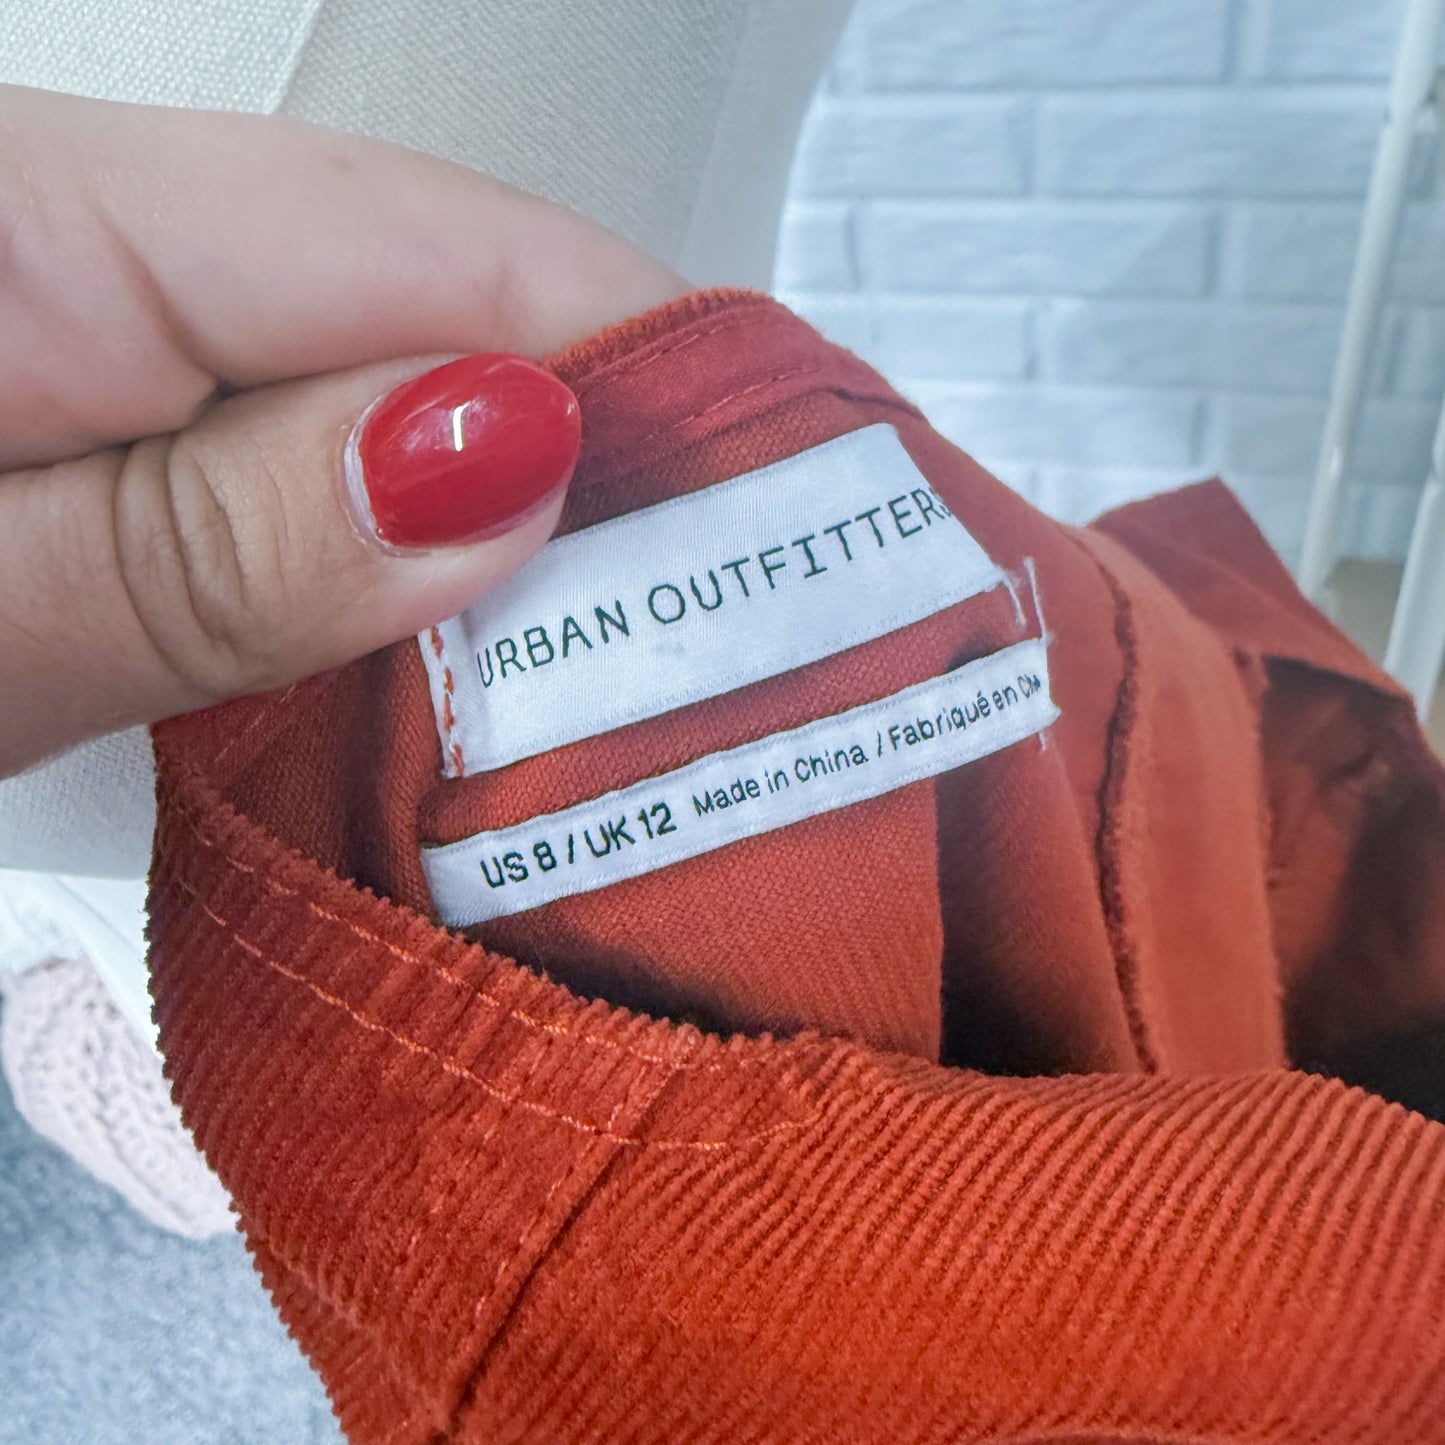 URBAN OUTFITTERS
US 8 / UK 12 Made in China / Fabriqué en